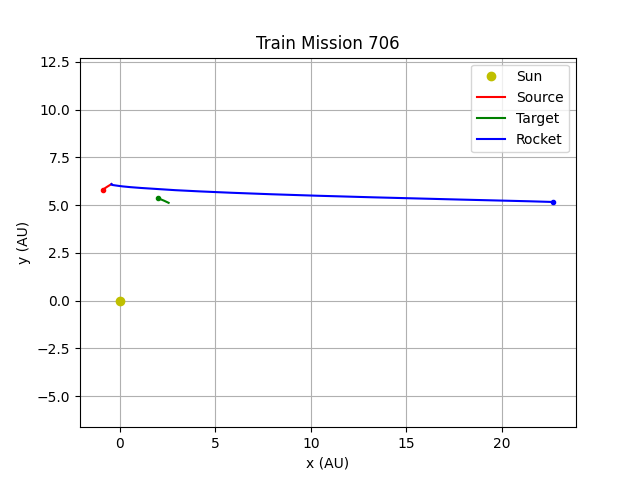 Train Mission 706
Sun
Source
Target
Rocket
12.5
10.0
7.5
5.0
2.5
0.0
−2.5
−5.0
y (AU)
0 5 10 15 20
x (AU)